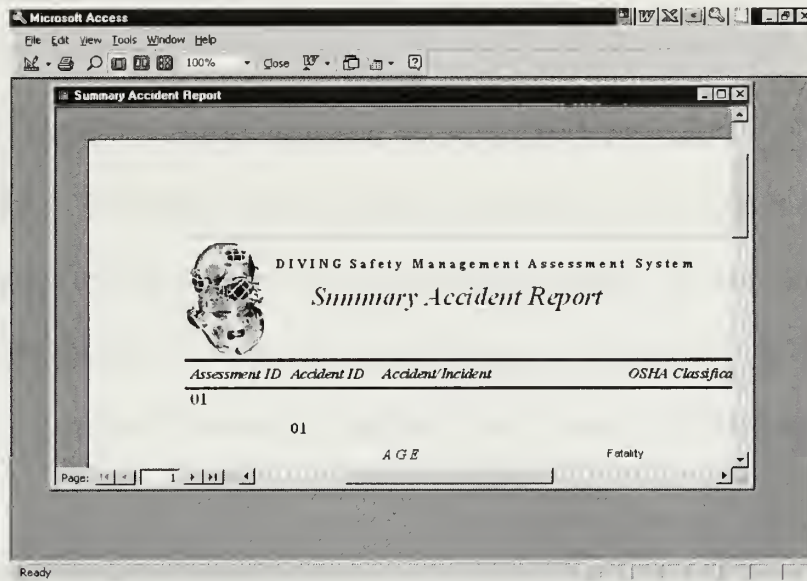 Microsoft Access
File Edit View Tools Window Help
100% Close
Summary Accident Report
DIVING Safety Management Assessment System
Summary Accident Report
Assessment ID Accident ID Accident/Incident OSHA Classifica
01
01
AGE Fatality
Page: 1
Ready